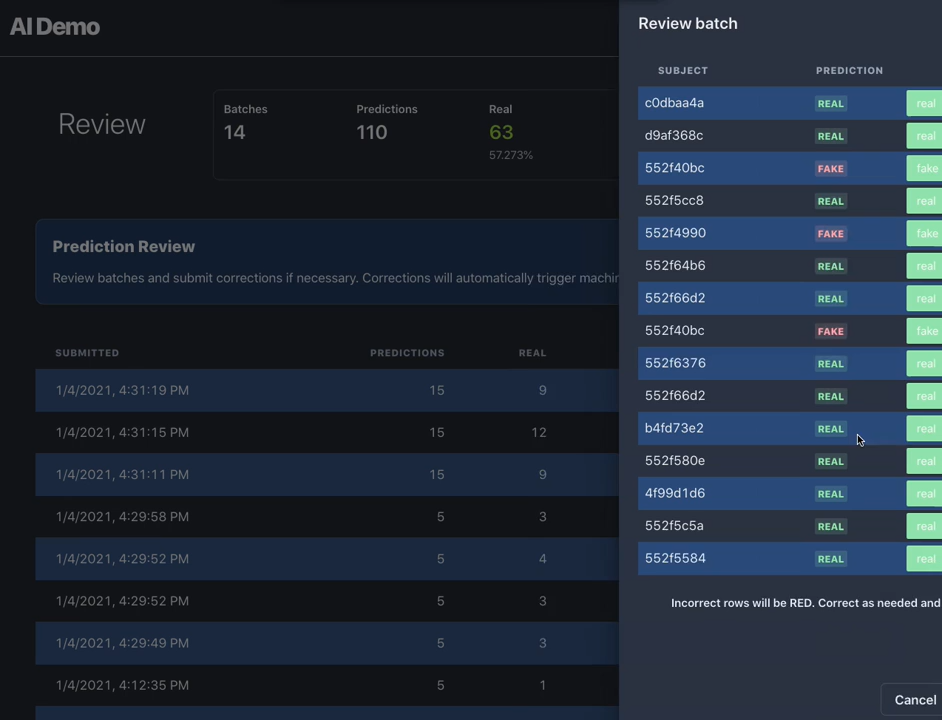 AI Demo
Review
Batches Predictions Real
14 110 63
57.273%
Prediction Review
Review batches and submit corrections if necessary. Corrections will automatically trigger
SUBMITTED PREDICTIONS REAL
1/4/2021, 4:31:19 PM 15 9
1/4/2021, 4:31:15 PM 15 12
1/4/2021, 4:31:11 PM 15 9
1/4/2021, 4:29:58 PM 5 3
1/4/2021, 4:29:52 PM 5 4
1/4/2021, 4:29:52 PM 5 3
1/4/2021, 4:29:49 PM 5 3
1/4/2021, 4:12:35 PM 5 1
Review batch
SUBJECT PREDICTION
c0dbaa4a REAL real
d9af368c REAL real
552f40bc FAKE fake
552f5cc8 REAL real
552f4990 FAKE fake
552f64b6 REAL real
552f66d2 REAL real
552f40bc FAKE fake
552f6376 REAL real
552f66d2 REAL real
b4fd73e2 REAL real
552f580e REAL real
4f99d1d6 REAL real
552f5c5a REAL real
552f5584 REAL real
Incorrect rows will be RED. Correct as needed and
Cancel